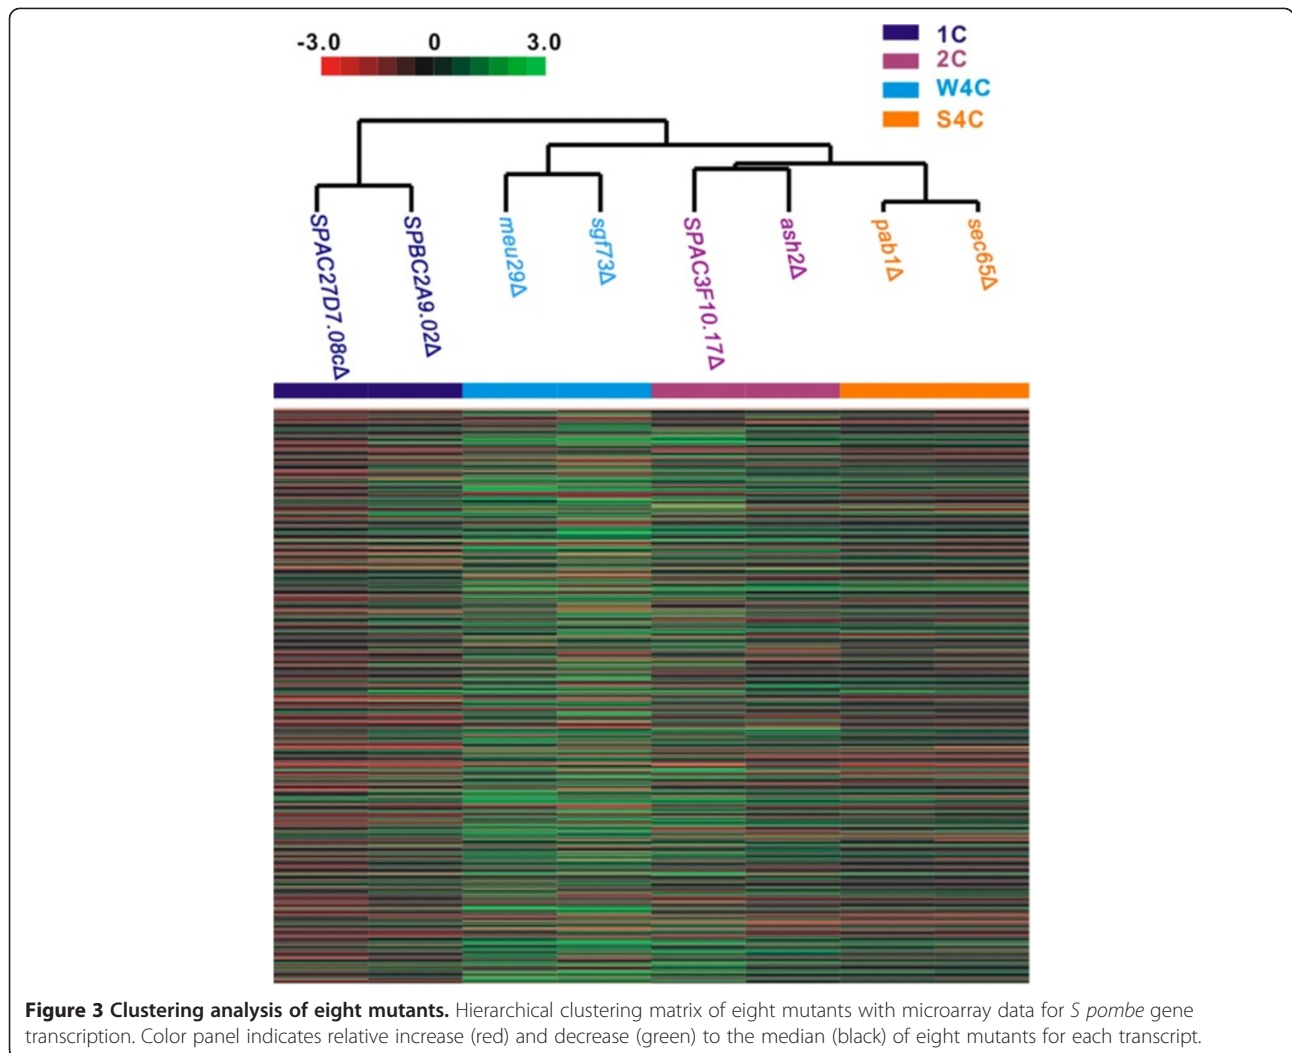 -3.0 0 3.0
1C
2C
W4C
S4C
SPAC27D7.08cΔ
SPBC2A9.02Δ
meu29Δ
sgf73Δ
SPAC3F10.17Δ
ash2Δ
pab1Δ
sec65Δ
Figure 3 Clustering analysis of eight mutants. Hierarchical clustering matrix of eight mutants with microarray data for S pombe gene
transcription. Color panel indicates relative increase (red) and decrease (green) to the median (black) of eight mutants for each transcript.